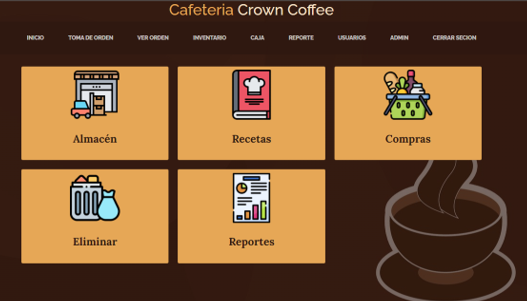 Cafeteria Crown Coffee
INICIO TOMA DE ORDEN VER ORDEN INVENTARIO CAJA REPORTE USUARIOS ADMIN CERRAR SECION
Almacén Recetas Compras
Eliminar Reportes